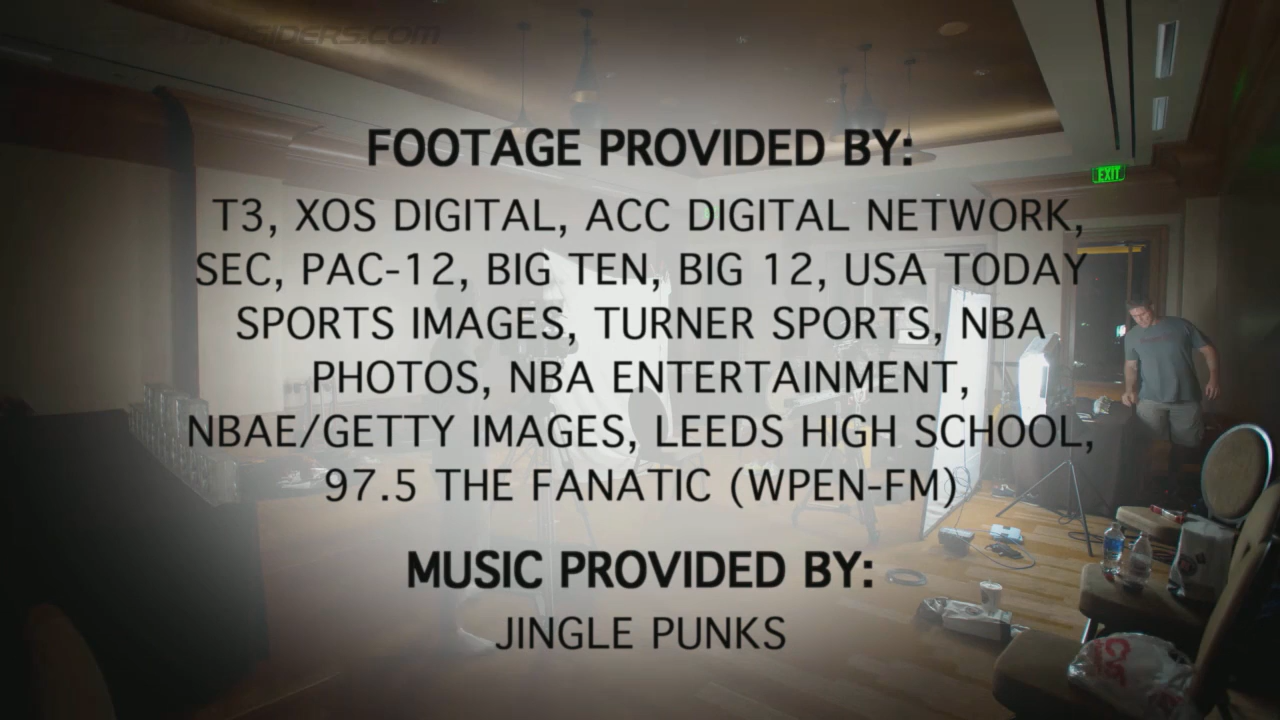 INSIDERS.COM
FOOTAGE PROVIDED BY:
EXIT
T3, XOS DIGITAL, ACC DIGITAL NETWORK,
SEC, PAC-12, BIG TEN, BIG 12, USA TODAY
SPORTS IMAGES, TURNER SPORTS, NBA
PHOTOS, NBA ENTERTAINMENT,
NBAE/GETTY IMAGES, LEEDS HIGH SCHOOL,
97.5 THE FANATIC (WPEN-FM)
MUSIC PROVIDED BY:
JINGLE PUNKS